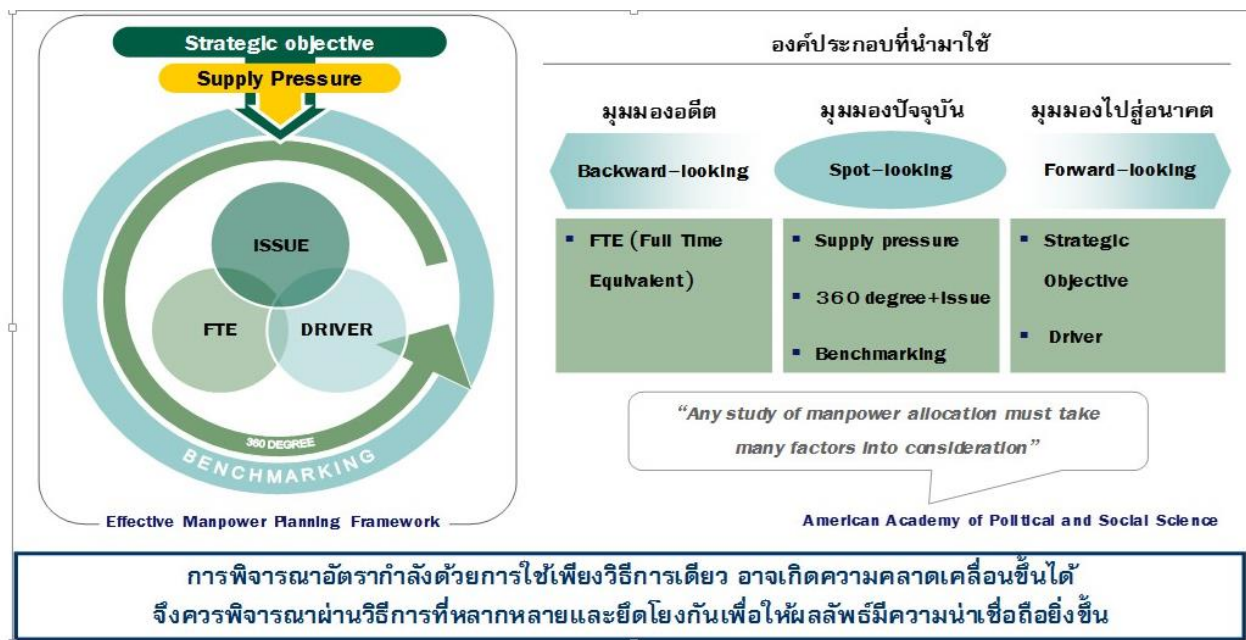 Strategic objective
Supply Pressure
ISSUE
FTE
DRIVER
360 DEGREE
BENCHMARKING
Effective Manpower Planning Framework
องค์ประกอบที่นำมาใช้
มุมมองอดีต
มุมมองปัจจุบัน
มุมมองไปสู่อนาคต
Backward-looking
Spot-looking
Forward-looking
▪ FTE (Full Time
Equivalent)
▪ Supply pressure
▪ 360 degree+Issue
▪ Benchmarking
▪ Strategic
Objective
▪ Driver
“Any study of manpower allocation must take
many factors into consideration”
American Academy of Political and Social Science
การพิจารณาอัตรากำลังด้วยการใช้เพียงวิธีการเดียว อาจเกิดความคลาดเคลื่อนขึ้นได้
จึงควรพิจารณาผ่านวิธีการที่หลากหลายและยึดโยงกันเพื่อให้ผลลัพธ์มีความน่าเชื่อถือยิ่งขึ้น